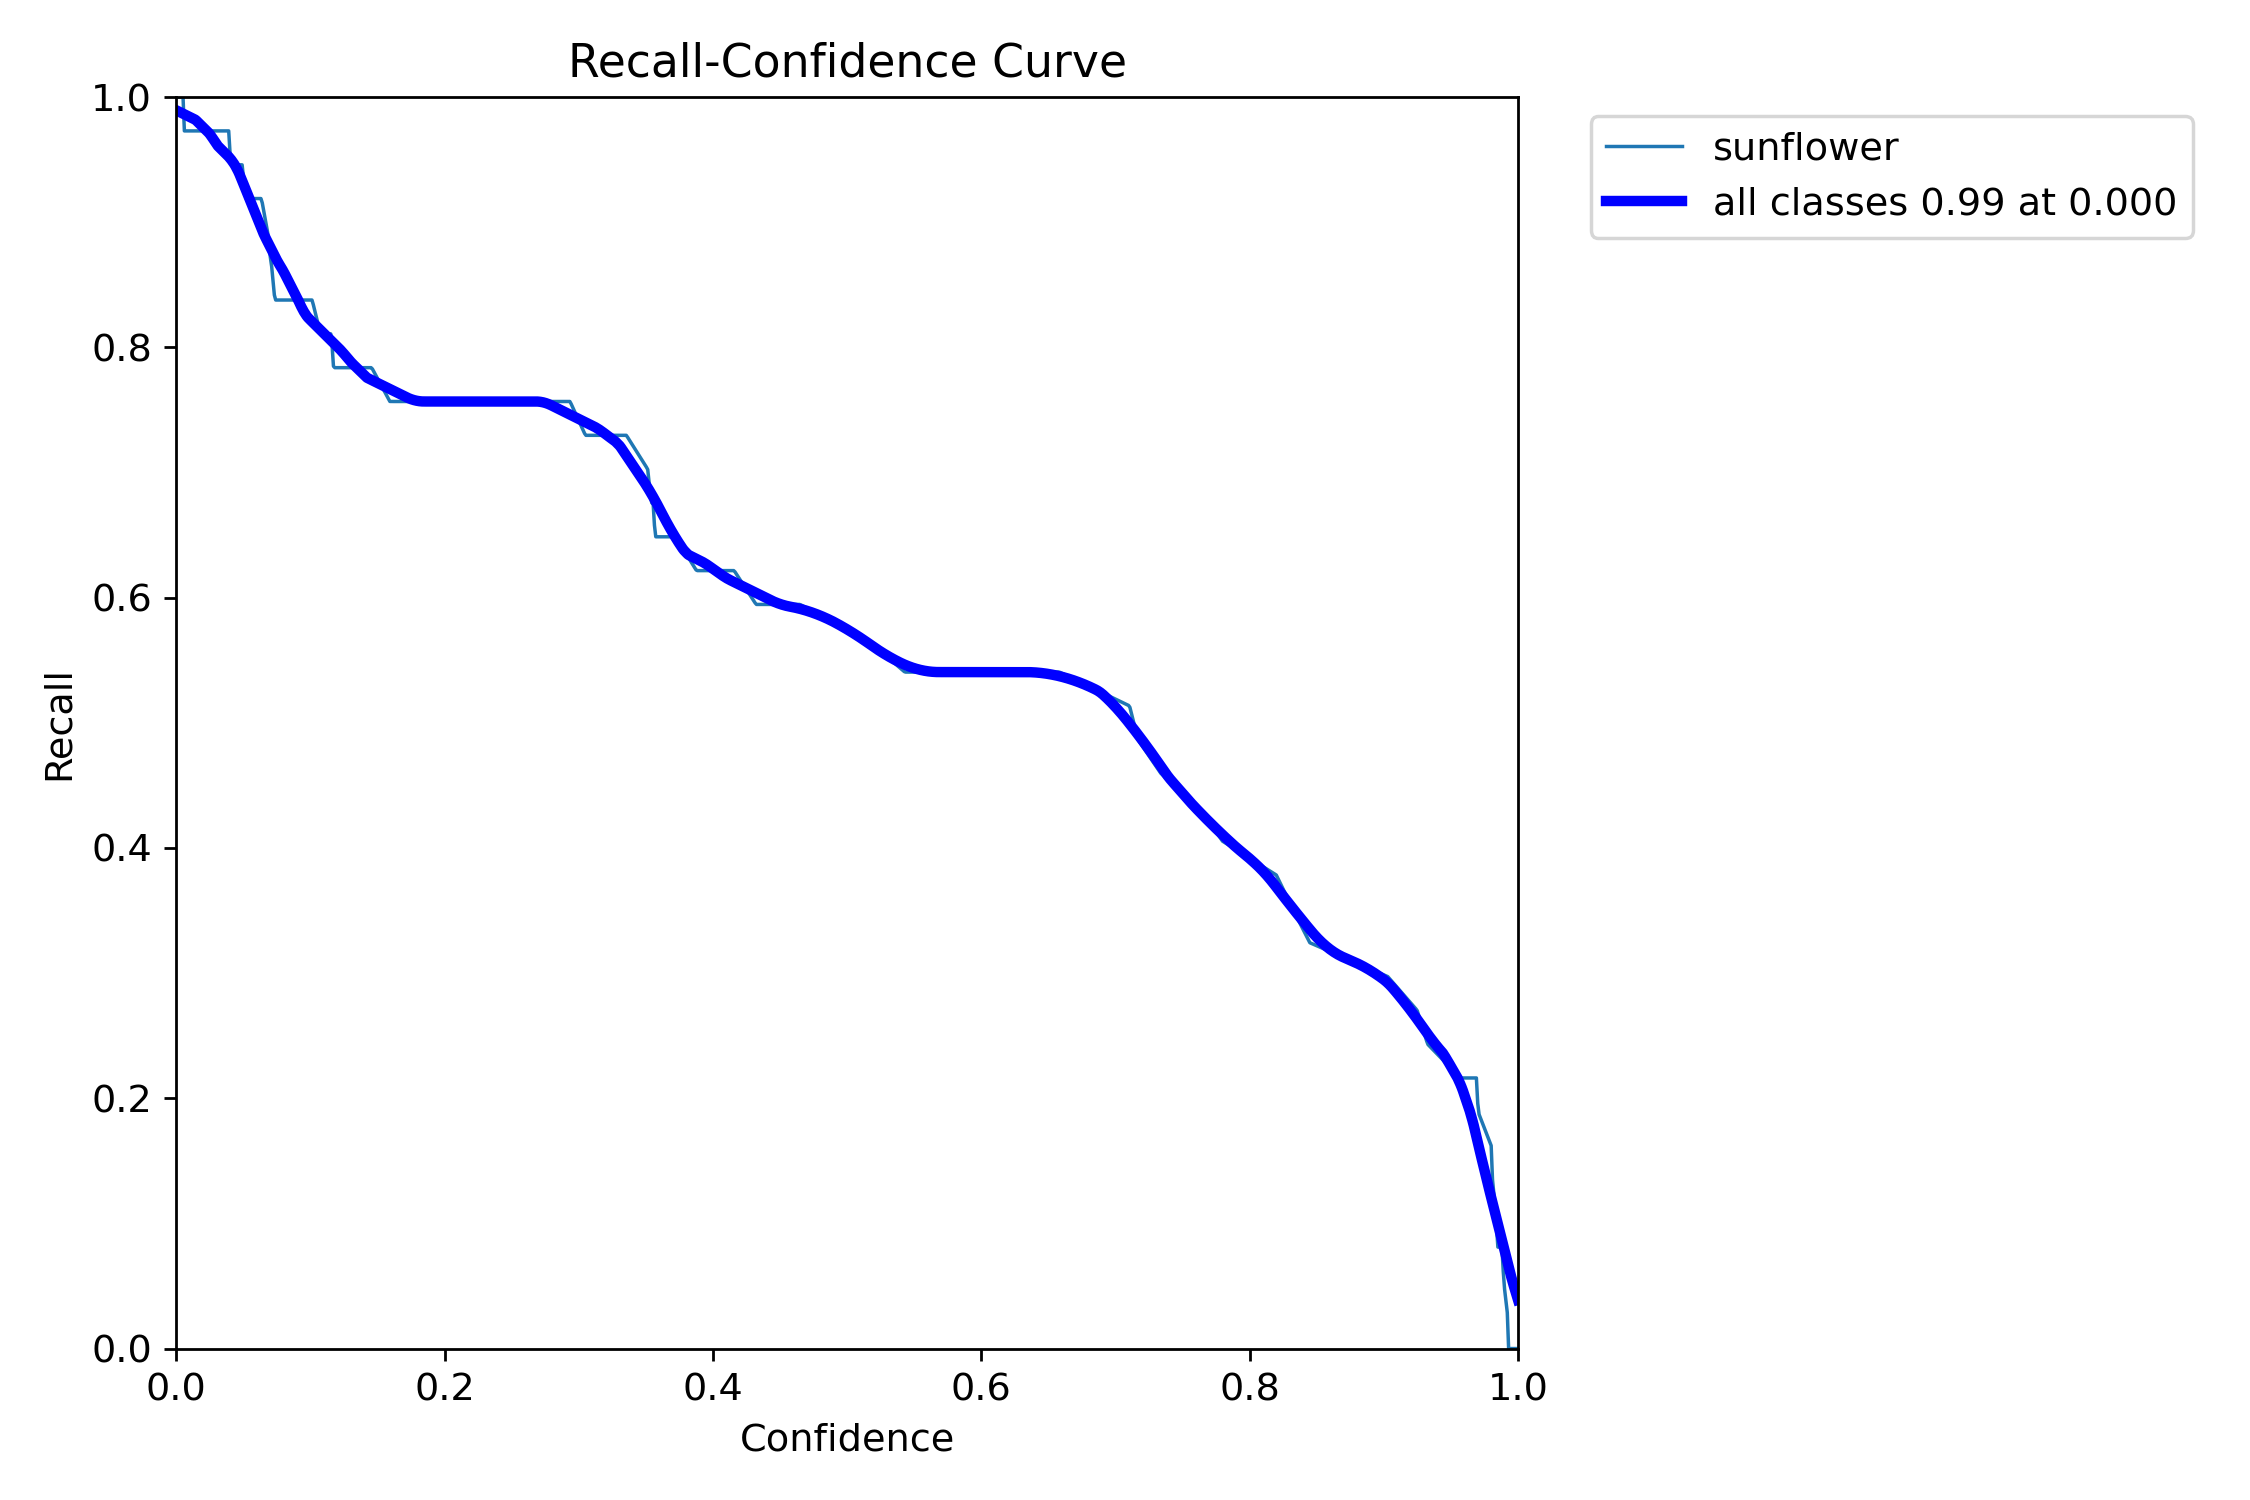 Recall-Confidence Curve
sunflower
all classes 0.99 at 0.000
1.0
0.8
0.6
0.4
0.2
0.0
Recall
0.0 0.2 0.4 0.6 0.8 1.0
Confidence